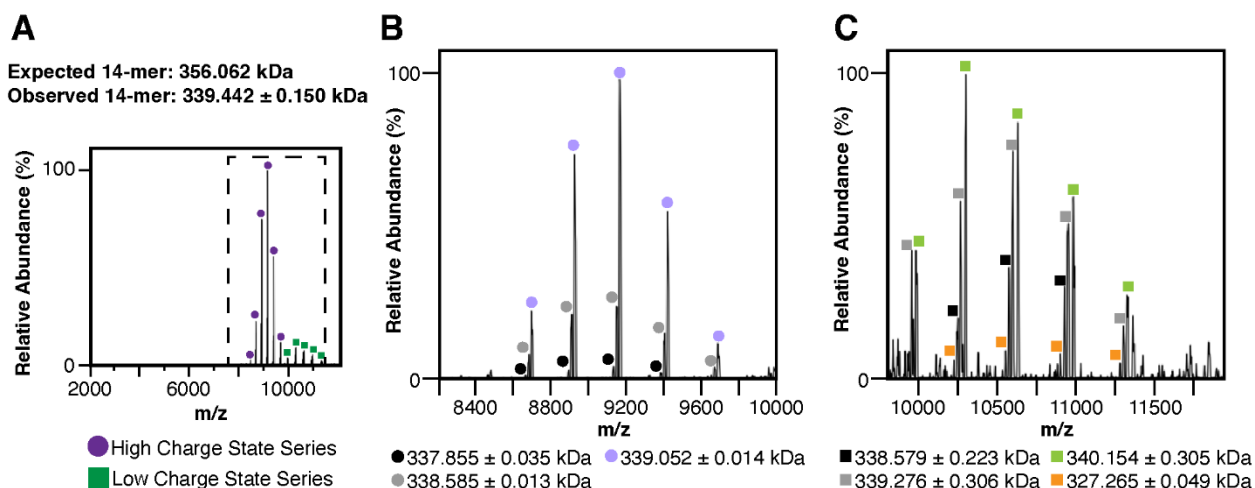 A
Expected 14-mer: 356.062 kDa
Observed 14-mer: 339.442 ± 0.150 kDa
Relative Abundance (%)
100
0
2000
6000
10000
m/z
High Charge State Series
Low Charge State Series
B
Relative Abundance (%)
100
0
8400
8800
9200
9600
10000
m/z
337.855 ± 0.035 kDa
339.052 ± 0.014 kDa
338.585 ± 0.013 kDa
C
Relative Abundance (%)
100
0
10000
10500
11000
11500
m/z
338.579 ± 0.223 kDa
340.154 ± 0.305 kDa
339.276 ± 0.306 kDa
327.265 ± 0.049 kDa